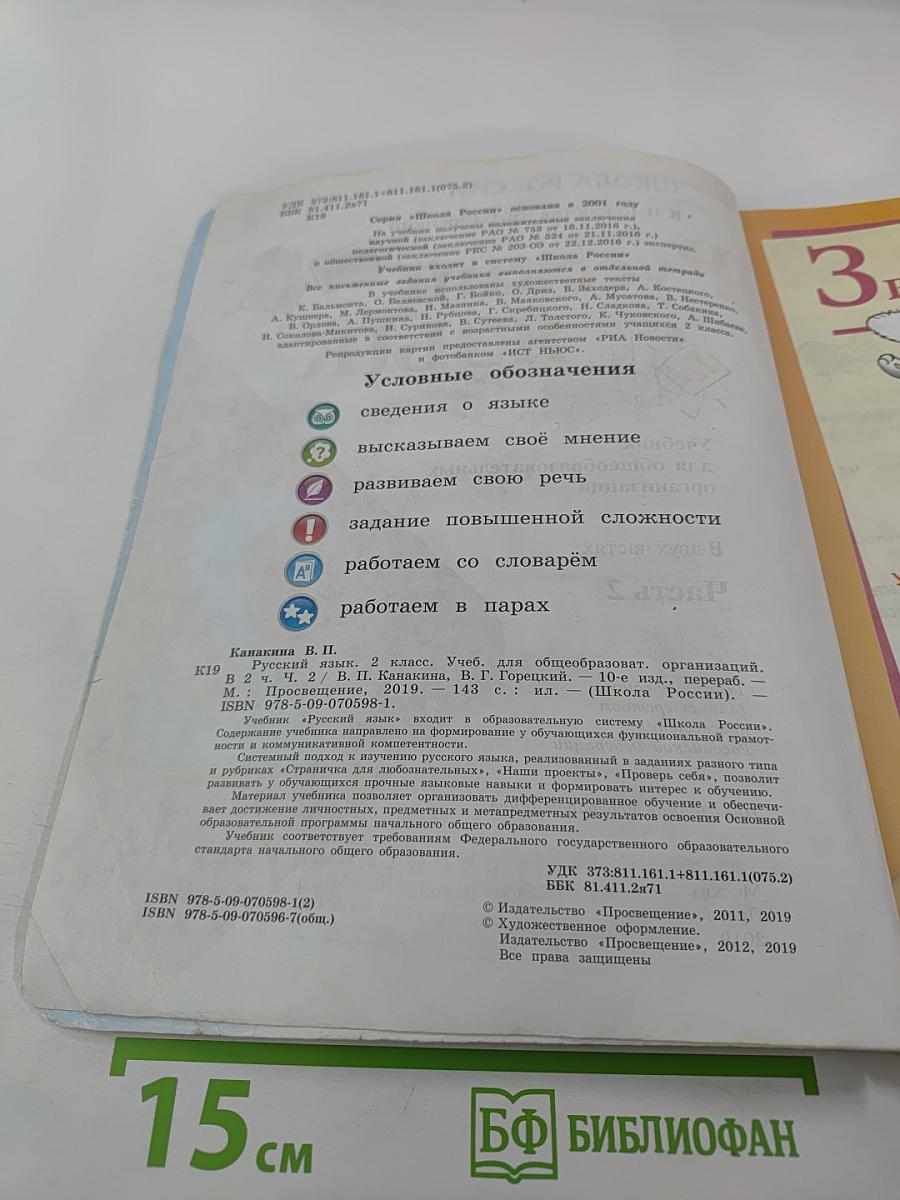 УДК 373:811.161.1+811.161.1(075.2)
ББК 81.411.2я71
К19
Серия «Школа России» основана в 2001 году
На учебник получены положительные заключения
научной (заключение РАО № 753 от 18.11.2016 г.),
педагогической (заключение РАО № 524 от 21.11.2016 г.)
и общественной (заключение РКС № 203-ОЭ от 22.12.2016 г.) экспертиз.
Учебник входит в систему «Школа России»
Все письменные задания учебника выполняются в отдельной тетради
В учебнике использованы художественные тексты
К. Бальмонта, О. Белявской, Г. Бойко, О. Дриз, Б. Заходера, А. Костецкого,
А. Кушнера, М. Лермонтова, И. Мазнина, В. Маяковского, А. Мусатова, В. Нестеренко,
В. Орлова, А. Пушкина, Н. Рубцова, Г. Скребицкого, Н. Сладкова, Т. Собакина,
И. Соколова-Микитова, И. Сурикова, В. Сутеева, Л. Толстого, К. Чуковского, А. Шибаева,
адаптированные в соответствии с возрастными особенностями учащихся 2 класса.
Репродукции картин предоставлены агентством «РИА Новости»
и фотобанком «ИСТ НЬЮС».
Условные обозначения
сведения о языке
высказываем своё мнение
развиваем свою речь
задание повышенной сложности
работаем со словарём
работаем в парах
Канакина В. П.
К19 Русский язык. 2 класс. Учеб. для общеобразоват. организаций.
В 2 ч. Ч. 2 / В. П. Канакина, В. Г. Горецкий. — 10-е изд., перераб. —
М. : Просвещение, 2019. — 143 с. : ил. — (Школа России). —
ISBN 978-5-09-070598-1.
Учебник «Русский язык» входит в образовательную систему «Школа России».
Содержание учебника направлено на формирование у обучающихся функциональной грамот-
ности и коммуникативной компетентности.
Системный подход к изучению русского языка, реализованный в заданиях разного типа
и рубриках «Страничка для любознательных», «Наши проекты», «Проверь себя», позволит
развивать у обучающихся прочные языковые навыки и формировать интерес к обучению.
Материал учебника позволяет организовать дифференцированное обучение и обеспечи-
вает достижение личностных, предметных и метапредметных результатов освоения Основной
образовательной программы начального общего образования.
Учебник соответствует требованиям Федерального государственного образовательного
стандарта начального общего образования.
УДК 373:811.161.1+811.161.1(075.2)
ББК 81.411.2я71
ISBN 978-5-09-070598-1(2)
ISBN 978-5-09-070596-7(общ.)
© Издательство «Просвещение», 2011, 2019
© Художественное оформление.
Издательство «Просвещение», 2012, 2019
Все права защищены
15 см
БФ БИБЛИОФАН